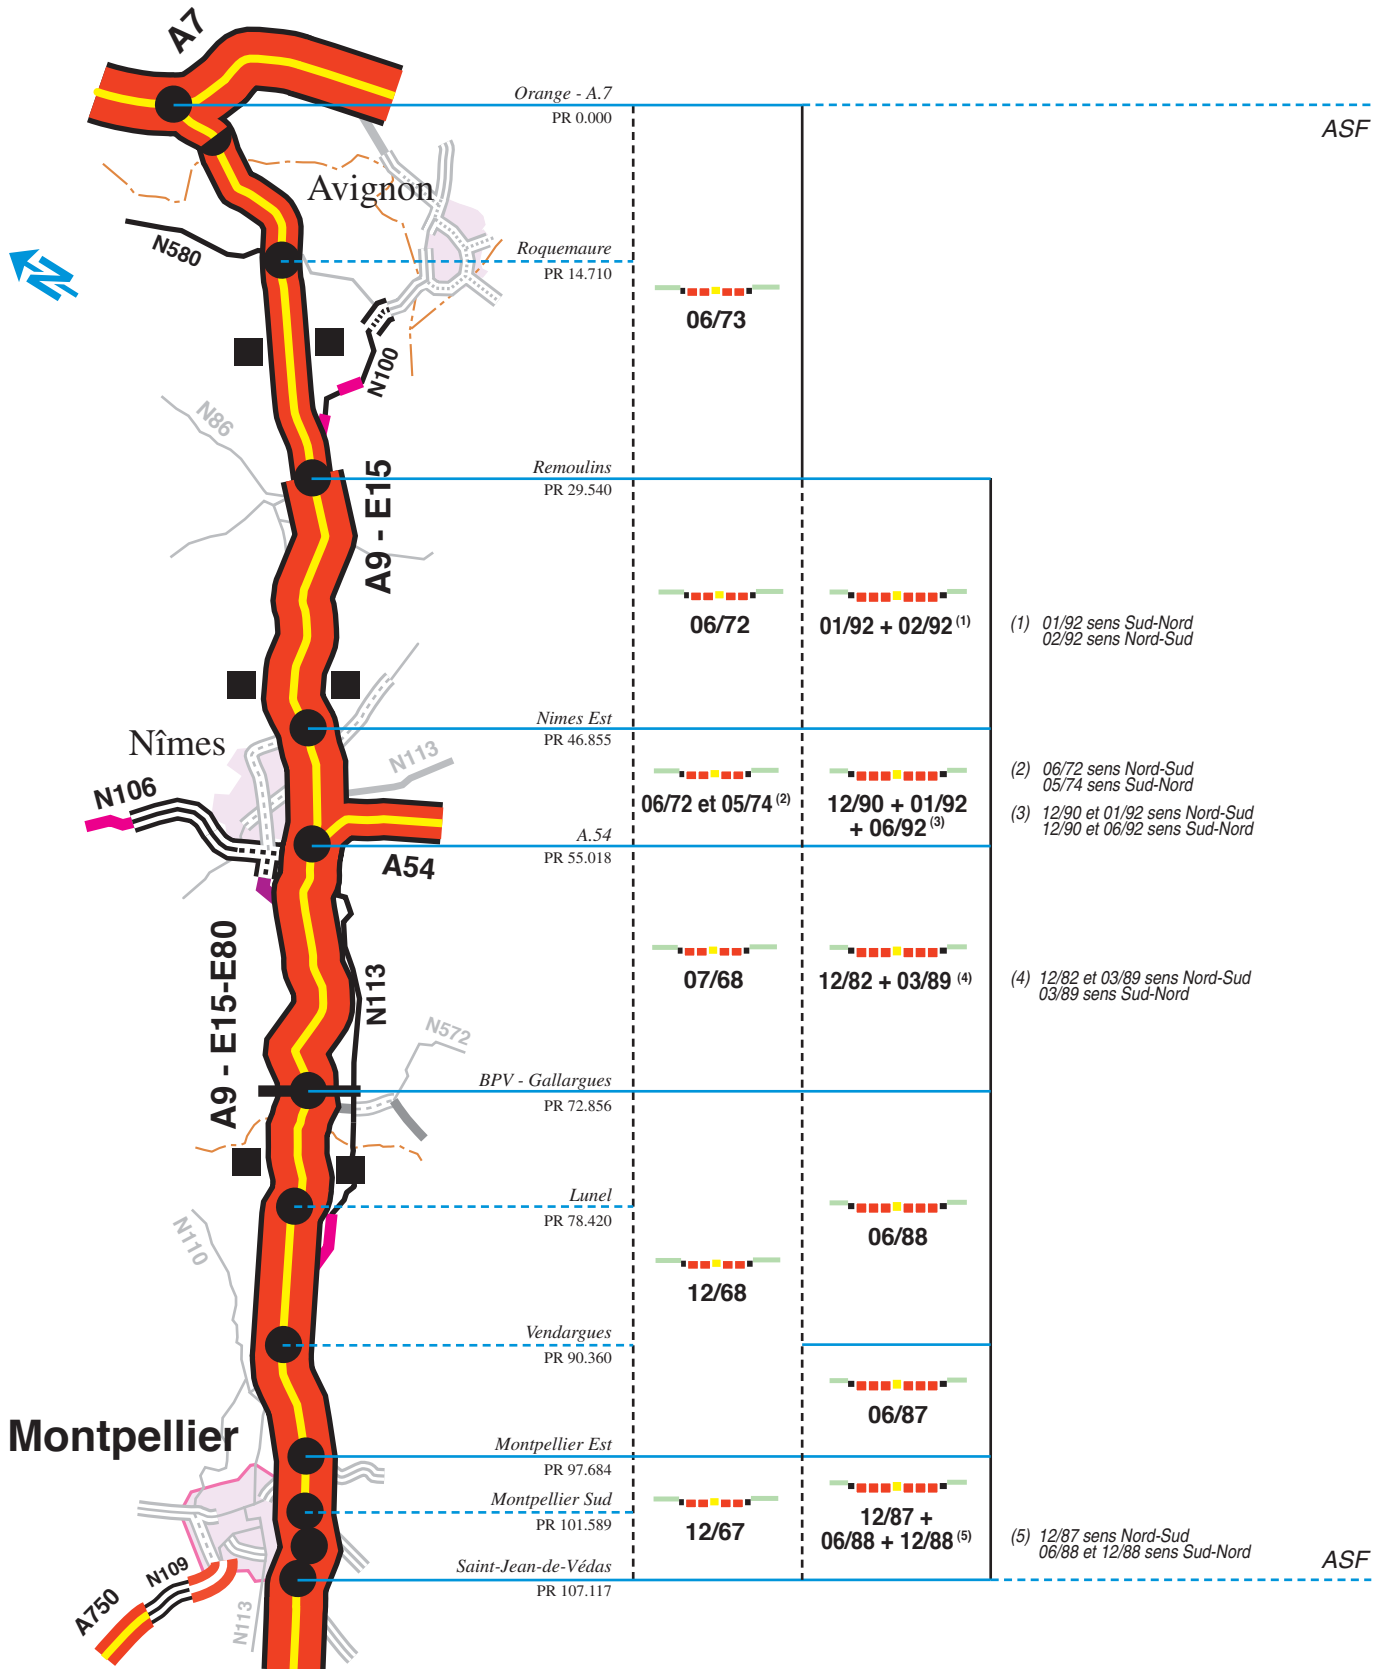 A7
Orange - A.7
PR 0.000
ASF
Avignon
N580
Roquemaure
PR 14.710
N
06/73
N100
N86
A9 - E15
Remoulins
PR 29.540
06/72
01/92 + 02/92 (1)
(1) 01/92 sens Sud-Nord
02/92 sens Nord-Sud
Nimes Est
PR 46.855
Nîmes
N113
N106
06/72 et 05/74 (2)
12/90 + 01/92
+ 06/92 (3)
(2) 06/72 sens Nord-Sud
05/74 sens Sud-Nord
(3) 12/90 et 01/92 sens Nord-Sud
12/90 et 06/92 sens Sud-Nord
A.54
PR 55.018
A54
A9 - E15-E80
N113
07/68
12/82 + 03/89 (4)
(4) 12/82 et 03/89 sens Nord-Sud
03/89 sens Sud-Nord
N572
BPV - Gallargues
PR 72.856
Lunel
PR 78.420
N110
06/88
12/68
Vendargues
PR 90.360
06/87
Montpellier
Montpellier Est
PR 97.684
Montpellier Sud
PR 101.589
12/67
12/87 +
06/88 + 12/88 (5)
(5) 12/87 sens Nord-Sud
06/88 et 12/88 sens Sud-Nord
Saint-Jean-de-Védas
PR 107.117
ASF
N109
A750
N113